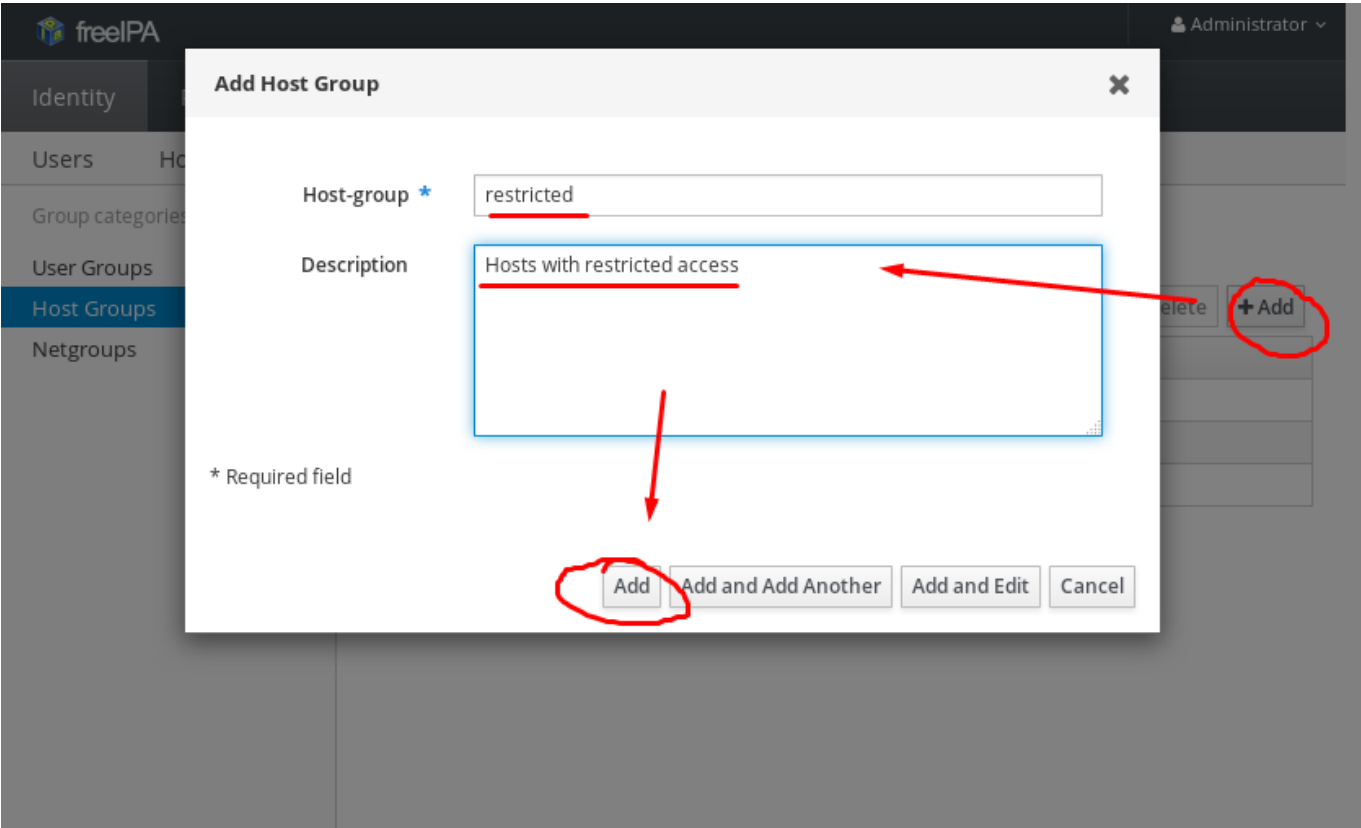 freeIPA
Administrator
Add Host Group
Identity
Users
Host-group *
restricted
Group categories
Description
Hosts with restricted access
User Groups
Host Groups
elete
Add
Netgroups
* Required field
Add
Add and Add Another
Add and Edit
Cancel